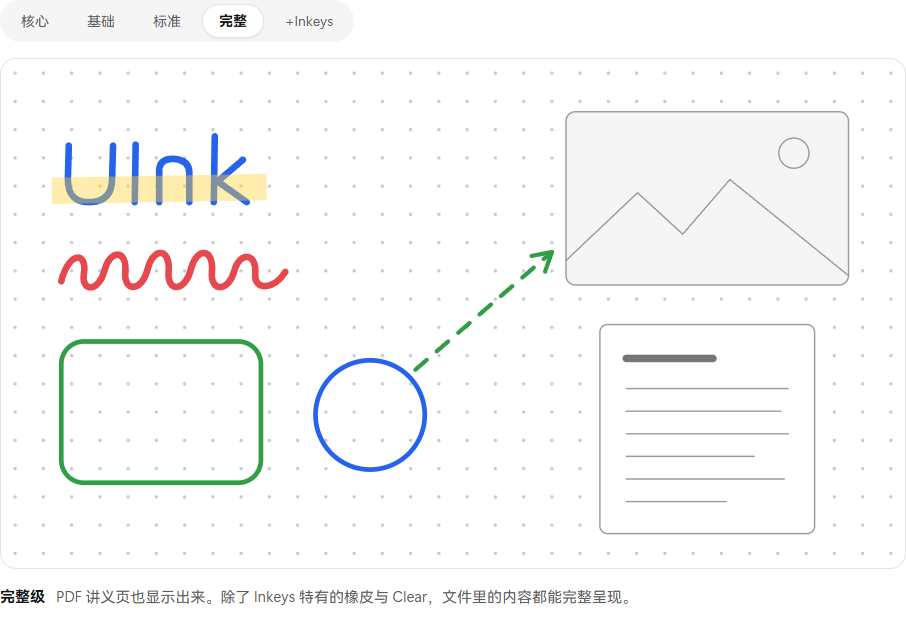 核心 基础 标准 完整 +Inkeys
UInk
完整级 PDF 讲义页也显示出来。除了 Inkeys 特有的橡皮与 Clear，文件里的内容都能完整呈现。